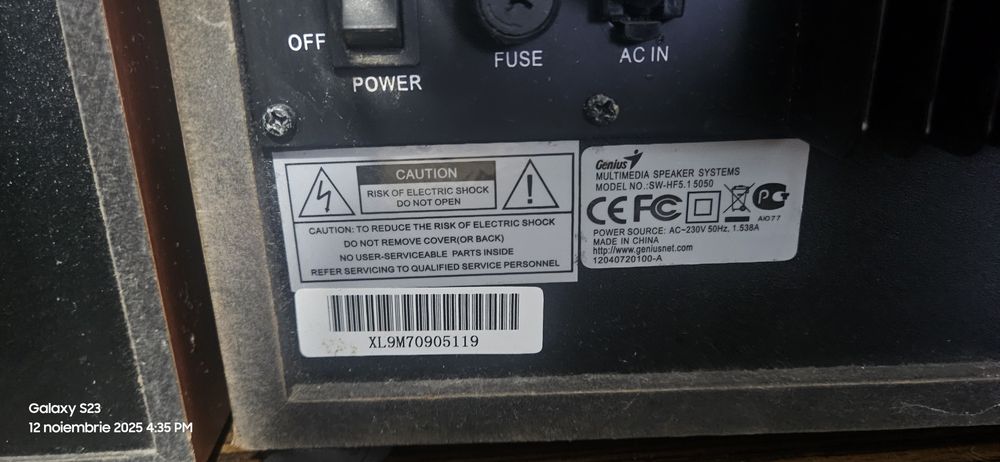 OFF
POWER
FUSE
AC IN
CAUTION
RISK OF ELECTRIC SHOCK
DO NOT OPEN
CAUTION: TO REDUCE THE RISK OF ELECTRIC SHOCK
DO NOT REMOVE COVER(OR BACK)
NO USER-SERVICEABLE PARTS INSIDE
REFER SERVICING TO QUALIFIED SERVICE PERSONNEL
Genius
MULTIMEDIA SPEAKER SYSTEMS
MODEL NO.:SW-HF5.1 5050
CE FC
АЮ77
POWER SOURCE: AC~230V 50Hz, 1.538A
MADE IN CHINA
http://www.geniusnet.com
12040720100-A
XL9M70905119
Galaxy S23
12 noiembrie 2025 4:35 PM